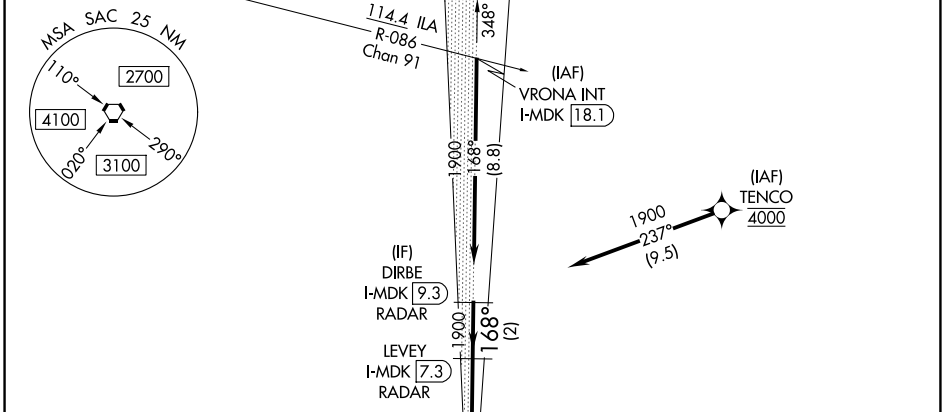 MSA SAC 25 NM
110°
2700
4100
020°
290°
3100
114.4 ILA
R-086
Chan 91
348°
(IAF)
VRONA INT
I-MDK 18.1
1900
168°
(8.8)
(IAF)
TENCO
4000
1900
237°
(9.5)
(IF)
DIRBE
I-MDK 9.3
RADAR
1900
168°
(2)
LEVEY
I-MDK 7.3
RADAR